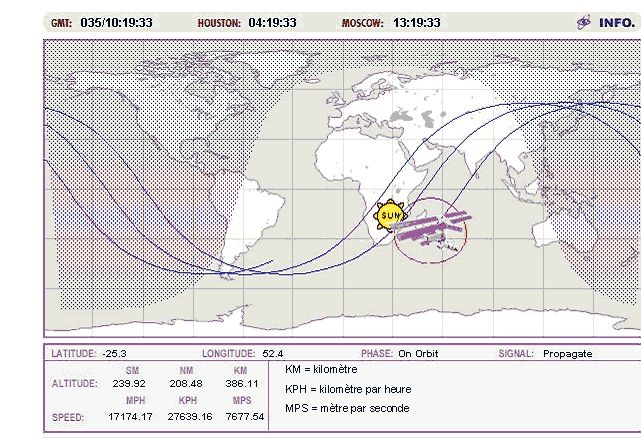 GMT: 035/10:19:33 HOUSTON: 04:19:33 MOSCOW: 13:19:33 INFO.
SUN
LATITUDE: -25.3 LONGITUDE: 52.4 PHASE: On Orbit SIGNAL: Propagate
SM NM KM
ALTITUDE: 239.92 208.48 386.11
MPH KPH MPS
SPEED: 17174.17 27639.16 7677.54
KM = kilomètre
KPH = kilomètre par heure
MPS = mètre par seconde